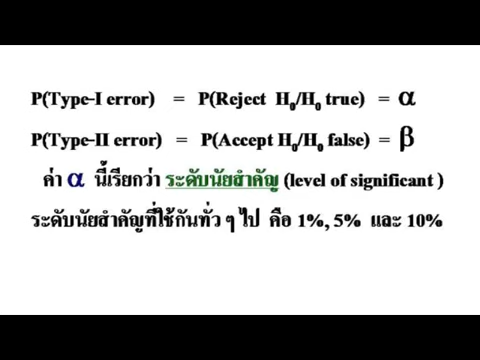 P(Type-I error) = P(Reject H₀/H₀ true) = α
P(Type-II error) = P(Accept H₀/H₀ false) = β
ค่า α นี้เรียกว่า ระดับนัยสำคัญ (level of significant )
ระดับนัยสำคัญที่ใช้กันทั่ว ๆ ไป คือ 1%, 5% และ 10%